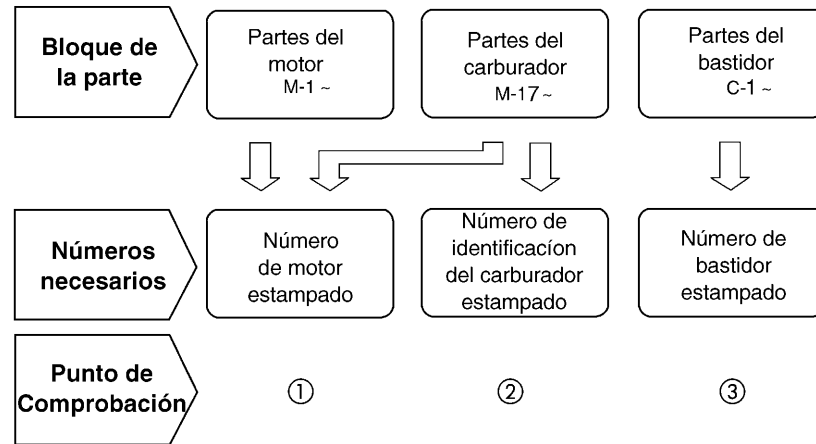 Bloque de
la parte
Partes del
motor
M-1 ~
Partes del
carburador
M-17 ~
Partes del
bastidor
C-1 ~
Números
necesarios
Número
de motor
estampado
Número de
identificacíon
del carburador
estampado
Número de
bastidor
estampado
Punto de
Comprobación
①
②
③